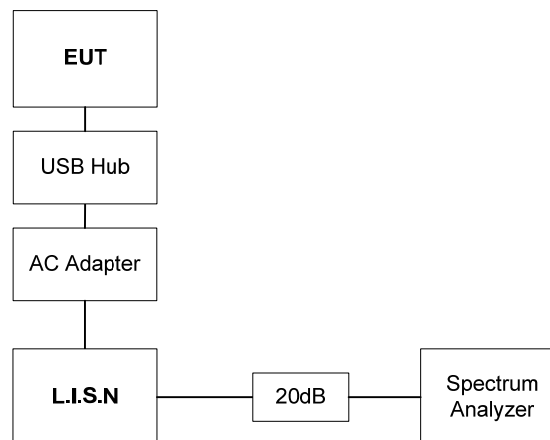 EUT
USB Hub
AC Adapter
L.I.S.N
20dB
Spectrum
Analyzer